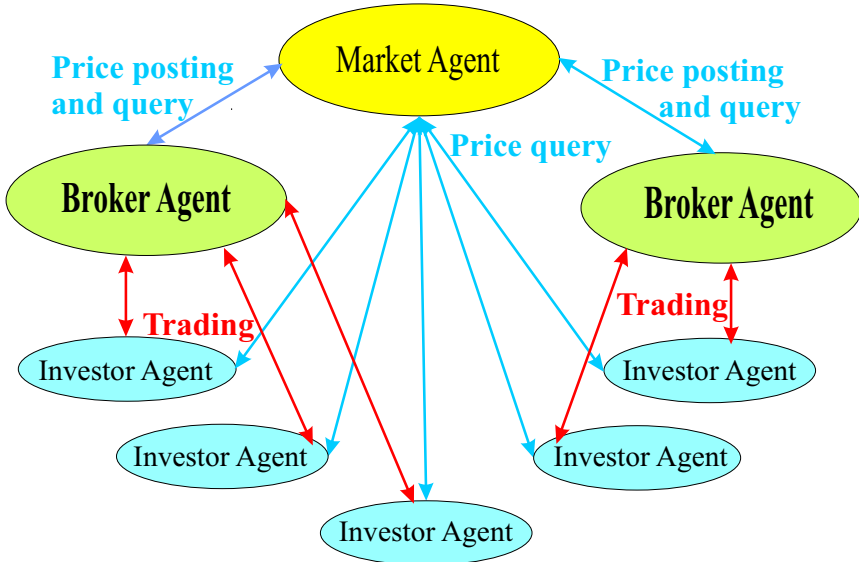 Market Agent
Price posting
and query
Price posting
and query
Price query
Broker Agent
Broker Agent
Trading
Trading
Investor Agent
Investor Agent
Investor Agent
Investor Agent
Investor Agent